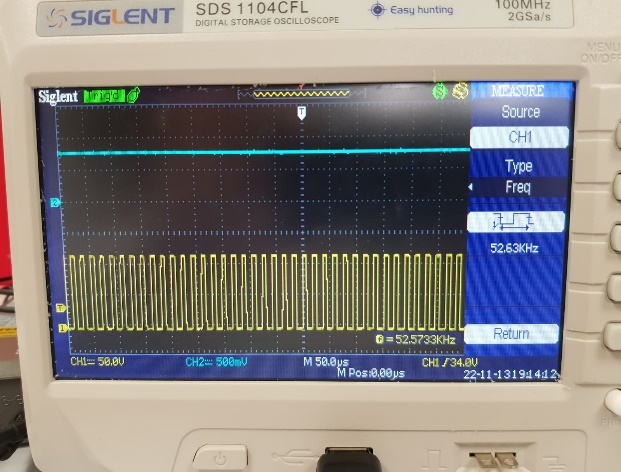 SIGLENT
SDS 1104CFL
DIGITAL STORAGE OSCILLOSCOPE
Easy hunting
100MHz
2GSa/s
MENU
ON/OFF
Siglent Trig'd
MEASURE
Source
CH1
Type
Freq
52.63KHz
Return
T
2
T
1
= 52.5733KHz
CH1 50.0V CH2 500mV M 50.0μs CH1 34.0V
M Pos:0.00μs 22-11-13 19:14:12